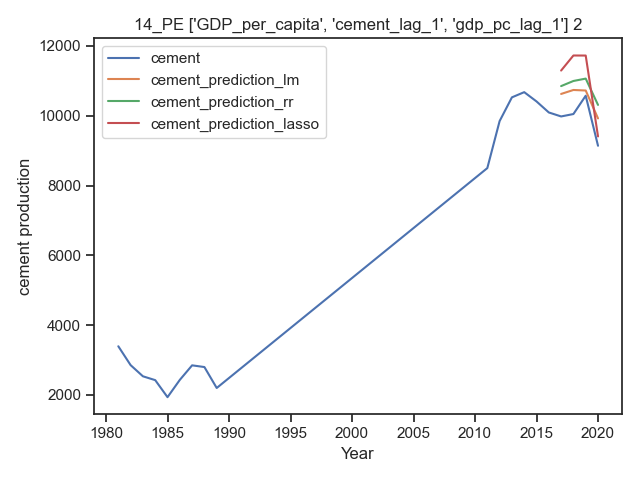 14_PE ['GDP_per_capita', 'cement_lag_1', 'gdp_pc_lag_1'] 2
12000
10000
8000
6000
4000
2000
cement production
cement
cement_prediction_lm
cement_prediction_rr
cement_prediction_lasso
1980 1985 1990 1995 2000 2005 2010 2015 2020
Year